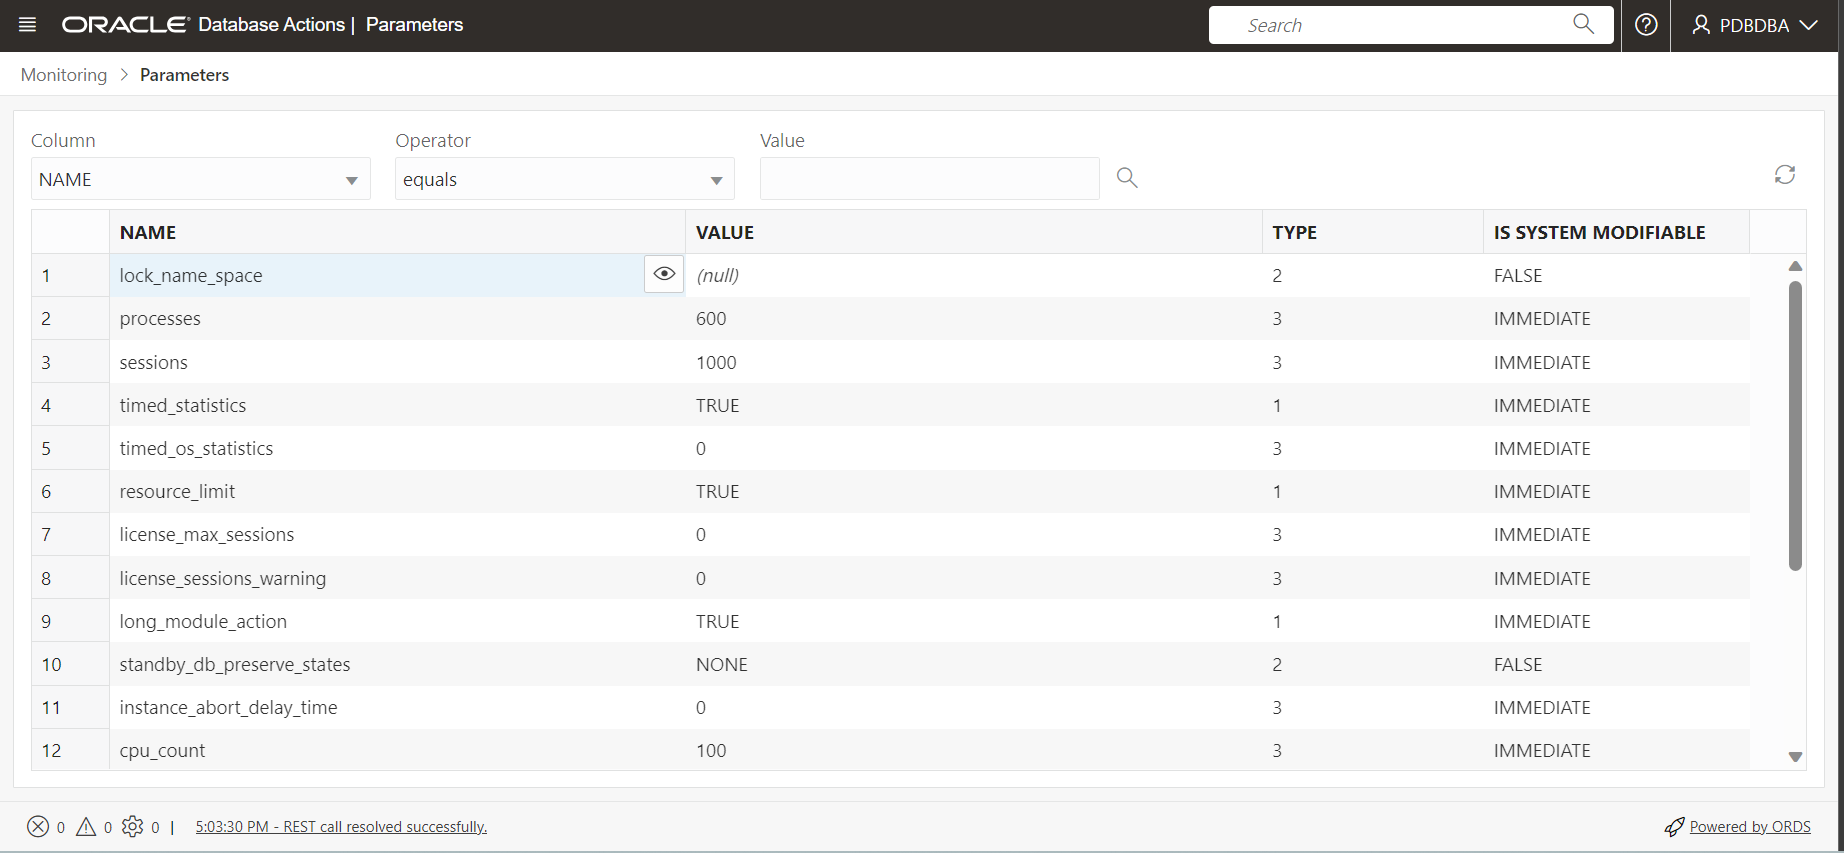 ORACLE® Database Actions | Parameters Search PDBDBA
Monitoring > Parameters
Column Operator Value
NAME equals
NAME VALUE TYPE IS SYSTEM MODIFIABLE
1 lock_name_space (null) 2 FALSE
2 processes 600 3 IMMEDIATE
3 sessions 1000 3 IMMEDIATE
4 timed_statistics TRUE 1 IMMEDIATE
5 timed_os_statistics 0 3 IMMEDIATE
6 resource_limit TRUE 1 IMMEDIATE
7 license_max_sessions 0 3 IMMEDIATE
8 license_sessions_warning 0 3 IMMEDIATE
9 long_module_action TRUE 1 IMMEDIATE
10 standby_db_preserve_states NONE 2 FALSE
11 instance_abort_delay_time 0 3 IMMEDIATE
12 cpu_count 100 3 IMMEDIATE
0 0 0 | 5:03:30 PM - REST call resolved successfully. Powered by ORDS